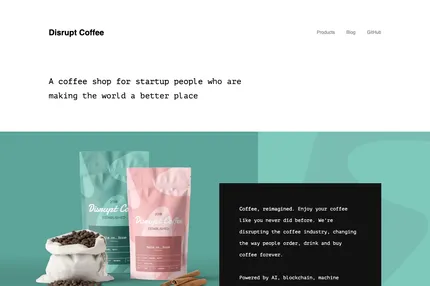 Disrupt Coffee
Products
Blog
GitHub
A coffee shop for startup people who are
making the world a better place
Disrupt Co
Disrupt Coffee
Coffee, reimagined. Enjoy your coffee
like you never did before. We're
disrupting the coffee industry, changing
the way people order, drink and buy
coffee forever.
Powered by AI, blockchain, machine